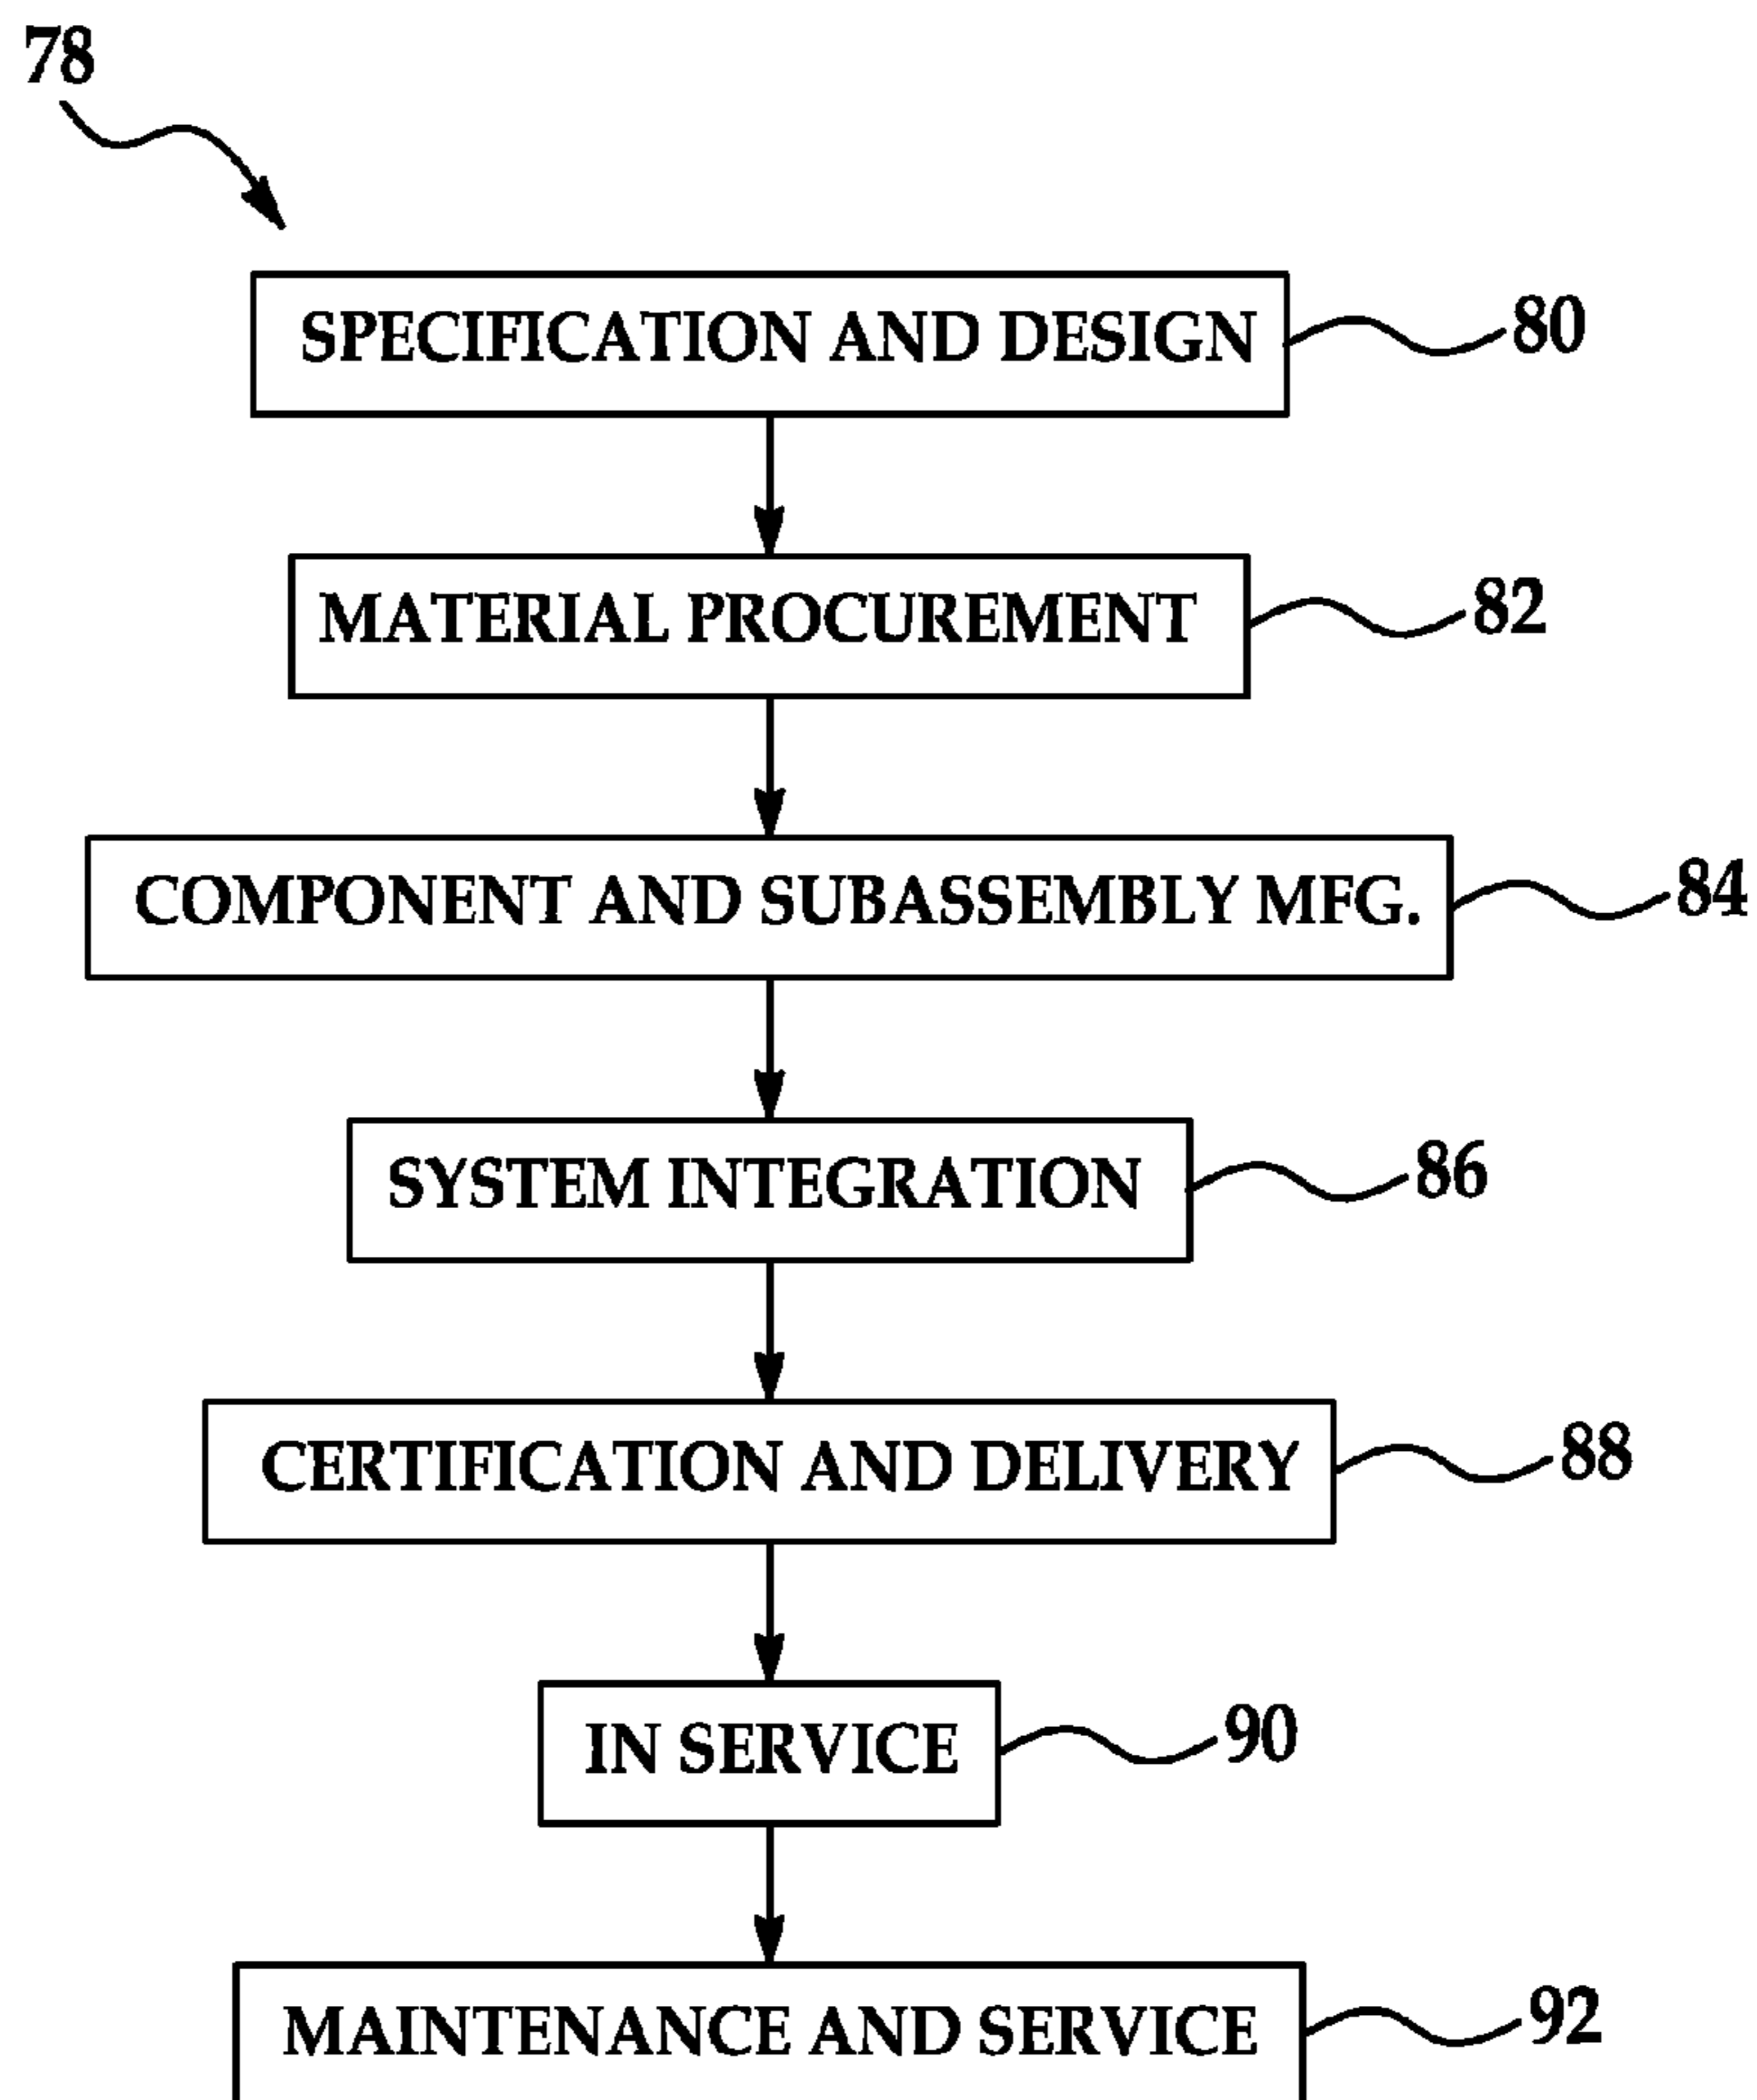 78
SPECIFICATION AND DESIGN 80
MATERIAL PROCUREMENT 82
COMPONENT AND SUBASSEMBLY MFG. 84
SYSTEM INTEGRATION 86
CERTIFICATION AND DELIVERY 88
IN SERVICE 90
MAINTENANCE AND SERVICE 92